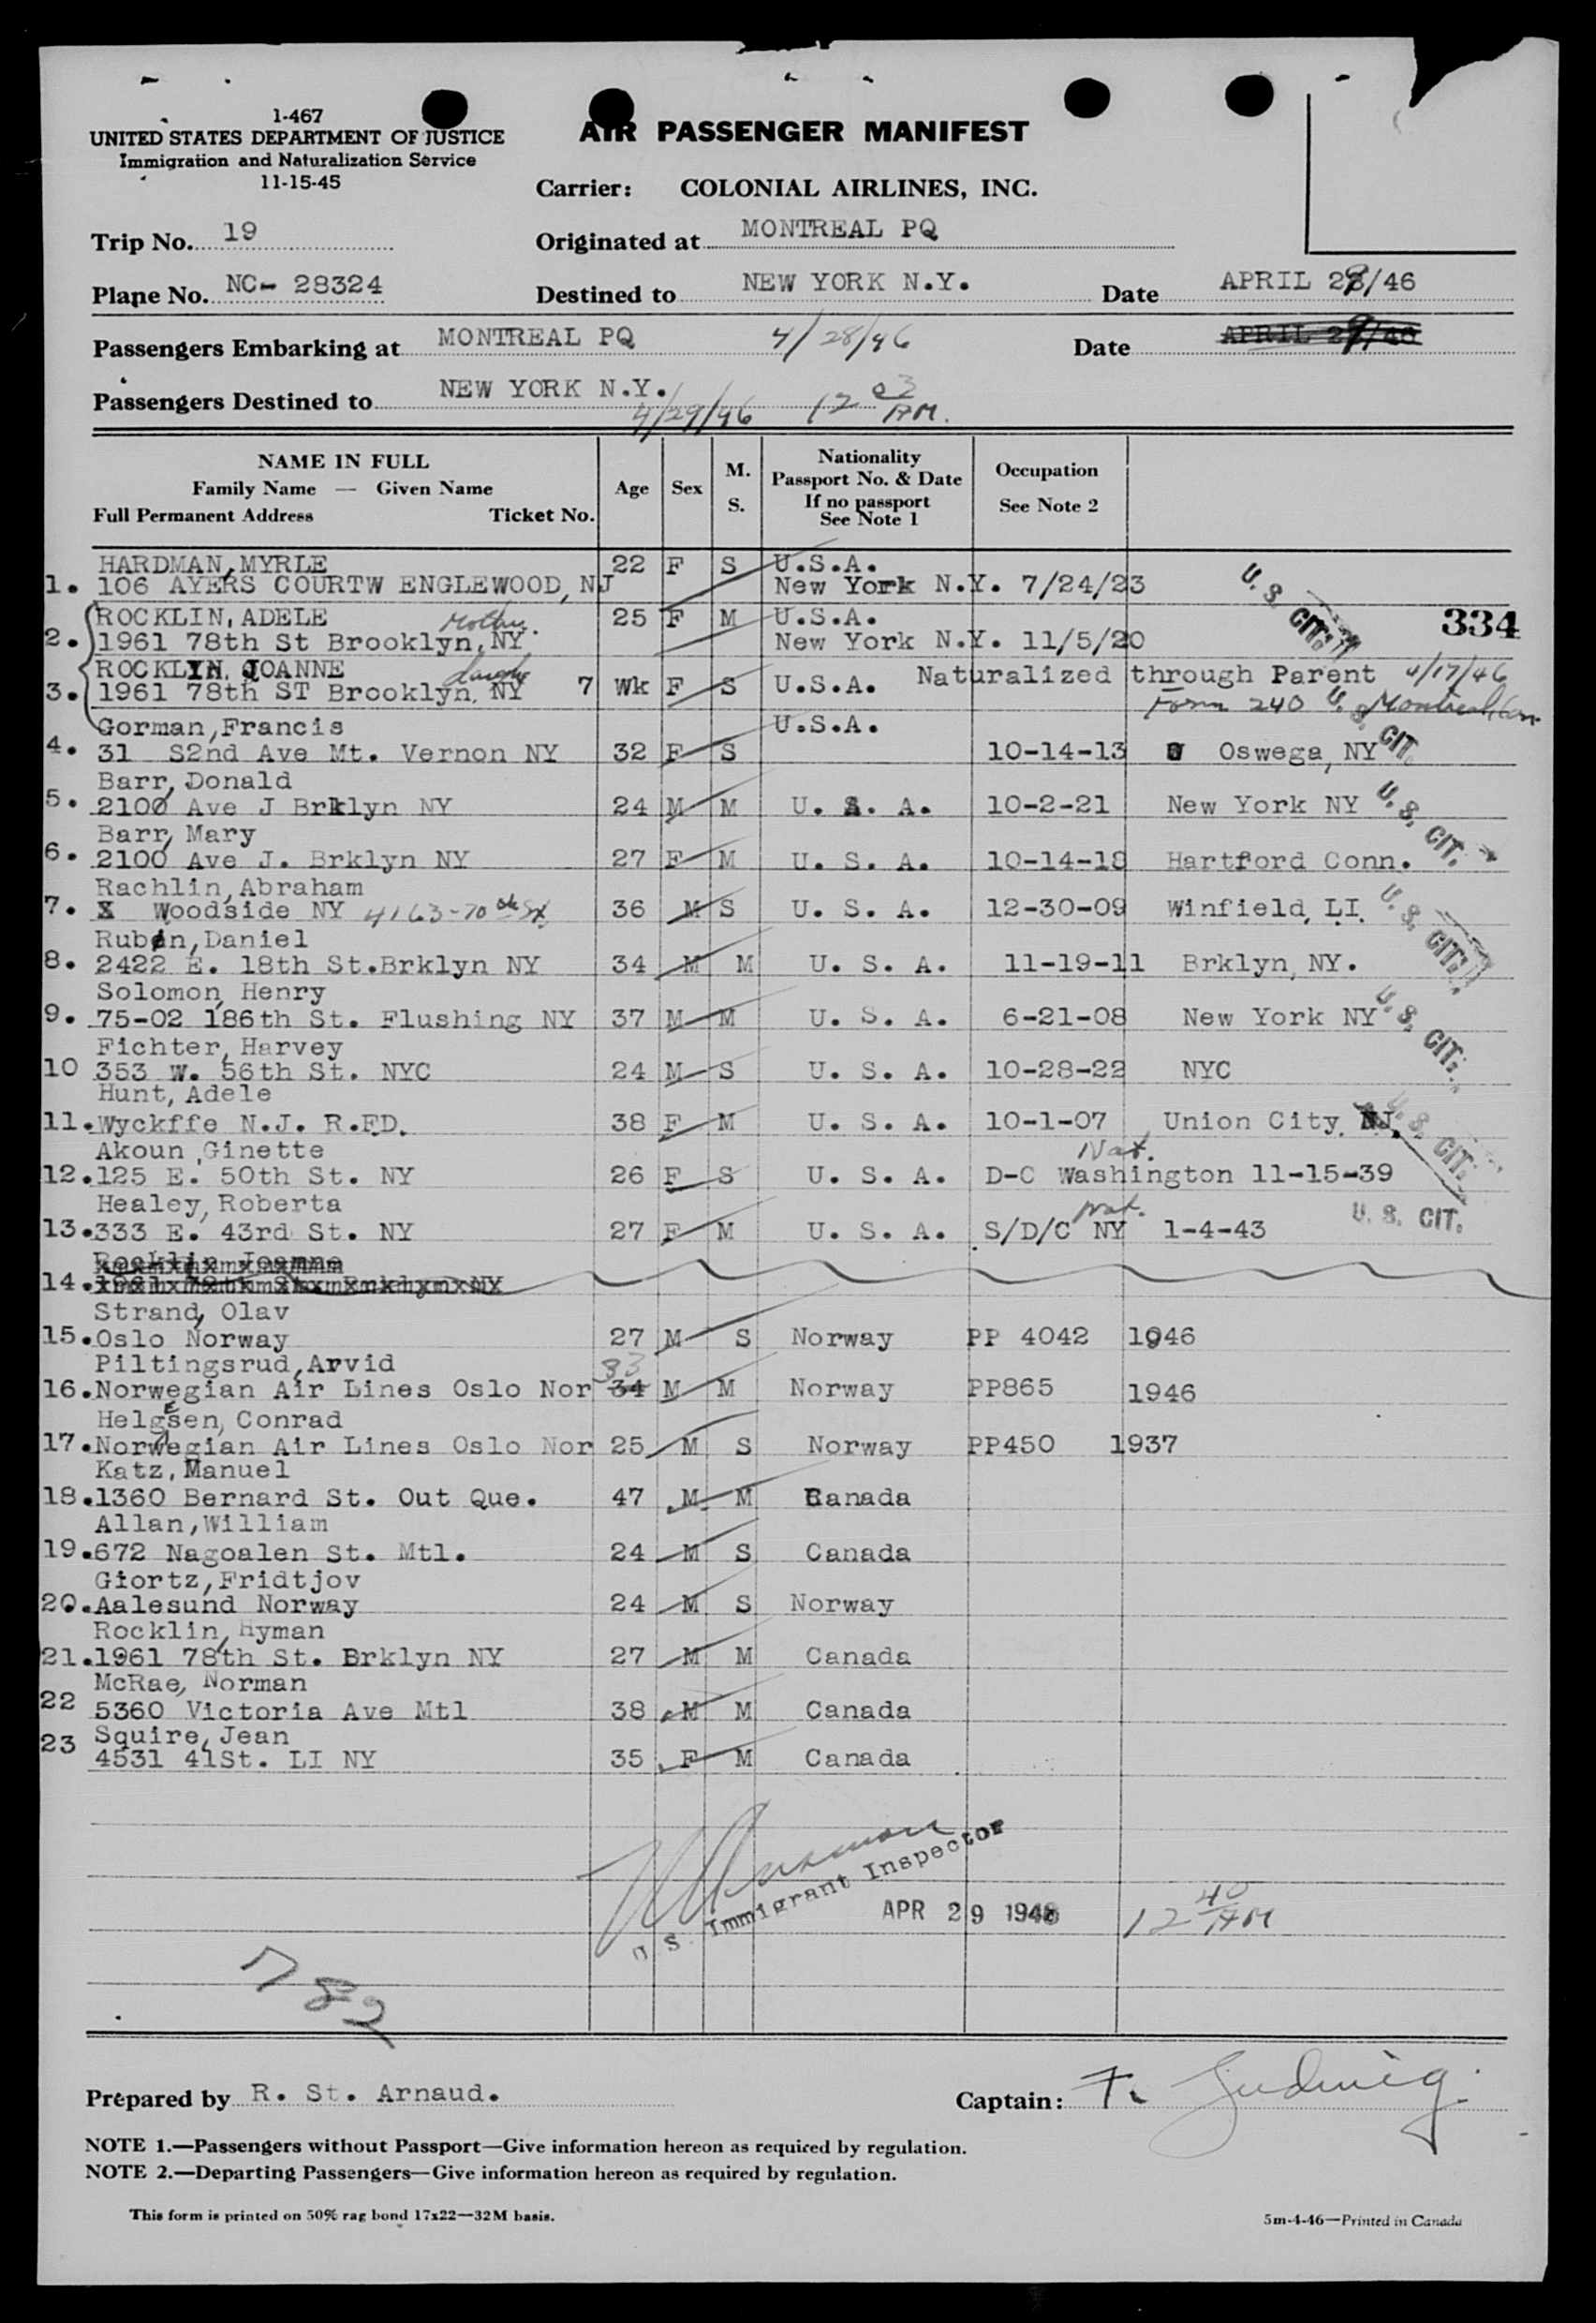 1-467
UNITED STATES DEPARTMENT OF JUSTICE
Immigration and Naturalization Service
11-15-45
AIR PASSENGER MANIFEST
Carrier: COLONIAL AIRLINES, INC.
Trip No. 19
Originated at MONTREAL PQ
Plane No. NC- 28324
Destined to NEW YORK N.Y.
Date APRIL 28/46
Passengers Embarking at MONTREAL PQ 4/28/46
Date APRIL 29/46
Passengers Destined to NEW YORK N.Y.
4/29/46 12 03 AM.
NAME IN FULL
Family Name — Given Name
Full Permanent Address Ticket No.
Age Sex M. S.
Nationality
Passport No. & Date
If no passport
See Note 1
Occupation
See Note 2
HARDMAN, MYRLE 22 F S U.S.A.
1. 106 AYERS COURTW ENGLEWOOD, NJ New York N.Y. 7/24/23 U. S. CIT.
334
ROCKLIN, ADELE Mother. 25 F M U.S.A.
2. 1961 78th St Brooklyn, NY New York N.Y. 11/5/20
ROCKLIN, JOANNE Naturalized through Parent 4/17/46
3. 1961 78th ST Brooklyn, NY 7 Wk F S U.S.A. Form 240 Montreal, Can.
Gorman, Francis U.S.A.
4. 31 S2nd Ave Mt. Vernon NY 32 F S 10-14-13 Oswega, NY U. S. CIT.
Barr, Donald
5. 2100 Ave J Brklyn NY 24 M M U. S. A. 10-2-21 New York NY U. S. CIT.
Barr, Mary
6. 2100 Ave J. Brklyn NY 27 F M U. S. A. 10-14-18 Hartford Conn.
Rachlin, Abraham
7. X Woodside NY 4163-70th St 36 M S U. S. A. 12-30-09 Winfield, LI. U. S. CIT.
Rubin, Daniel
8. 2422 E. 18th St.Brklyn NY 34 M M U. S. A. 11-19-11 Brklyn, NY.
Solomon, Henry
9. 75-02 186th St. Flushing NY 37 M M U. S. A. 6-21-08 New York NY U. S. CIT.
Fichter, Harvey
10 353 W. 56th St. NYC 24 M S U. S. A. 10-28-22 NYC
Hunt, Adele
11. Wyckffe N.J. R.FD. 38 F M U. S. A. 10-1-07 Union City, NJ. U. S. CIT.
Akoun, Ginette Nat.
12. 125 E. 50th St. NY 26 F S U. S. A. D-C Washington 11-15-39
Healey, Roberta nat.
13. 333 E. 43rd St. NY 27 F M U. S. A. S/D/C NY 1-4-43 U. S. CIT.
Rocklin Joanne
14.
Strand, Olav
15. Oslo Norway 27 M S Norway PP 4042 1946
Piltingsrud, Arvid 33
16. Norwegian Air Lines Oslo Nor 34 M M Norway PP865 1946
Helgesen, Conrad
17. Norwegian Air Lines Oslo Nor 25 M S Norway PP450 1937
Katz, Manuel
18. 1360 Bernard St. Out Que. 47 M M Canada
Allan, William
19. 672 Nagoalen St. Mtl. 24 M S Canada
Giortz, Fridtjov
20. Aalesund Norway 24 M S Norway
Rocklin, Hyman
21. 1961 78th St. Brklyn NY 27 M M Canada
McRae, Norman
22 5360 Victoria Ave Mtl 38 M M Canada
Squire, Jean
23 4531 41St. LI NY 35 F M Canada
U. S. Immigrant Inspector
APR 29 1946 12 40 AM
782
Prepared by R. St. Arnaud.
Captain: F. Ludwig
NOTE 1.—Passengers without Passport—Give information hereon as required by regulation.
NOTE 2.—Departing Passengers—Give information hereon as required by regulation.
This form is printed on 50% rag bond 17x22—32M basis.
5m-4-46—Printed in Canada